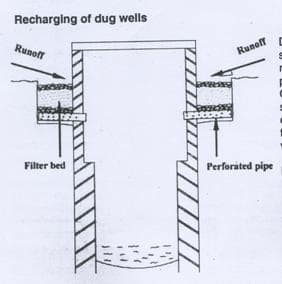 Recharging of dug wells
Runoff
Runoff
Filter bed
Perforated pipe